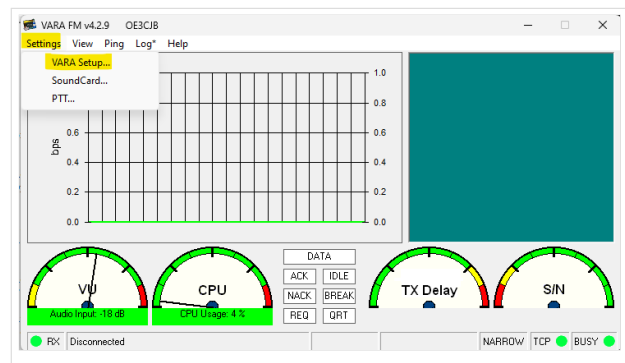 VARA FM v4.2.9 OE3CJB
Settings View Ping Log* Help
VARA Setup...
SoundCard...
PTT...
1.0
0.8
0.6 0.6
0.4 0.4
0.2 0.2
0.0 0.0
bps
DATA
ACK IDLE
NACK BREAK
REQ QRT
VU
Audio Input: -18 dB
CPU
CPU Usage: 4 %
TX Delay
S/N
RX Disconnected NARROW TCP BUSY